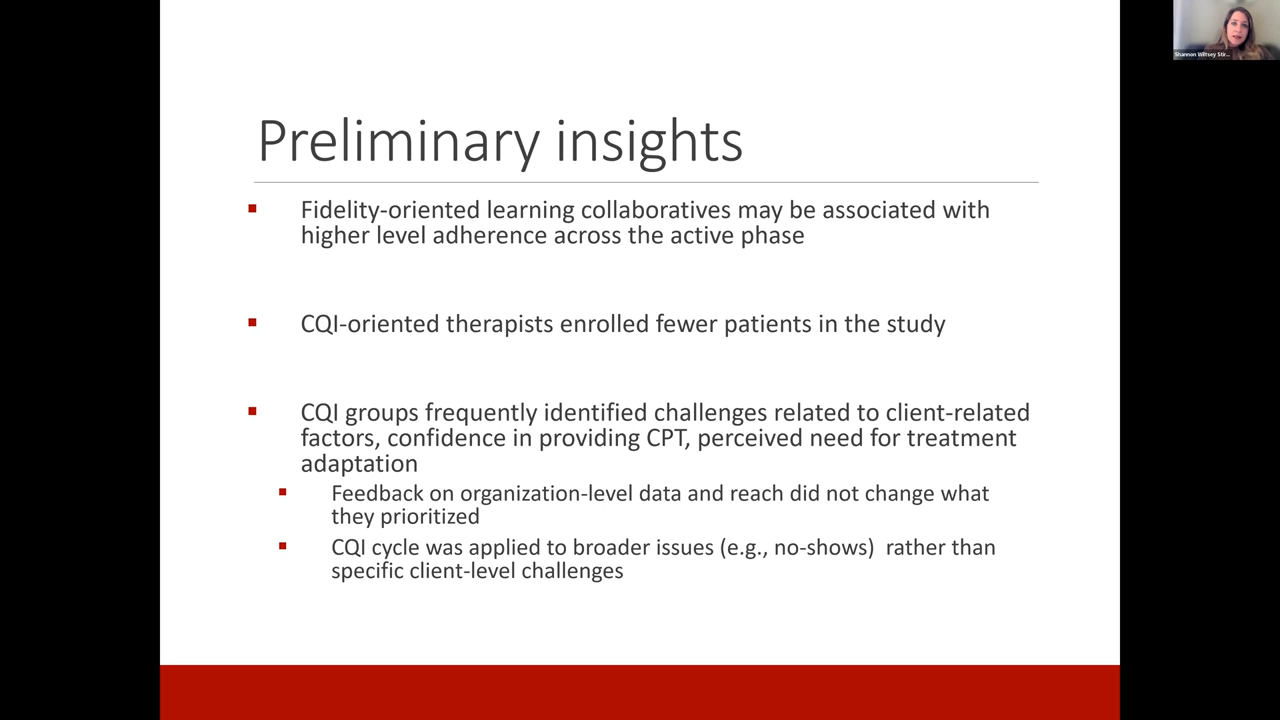 Shannon Wiltsey Stir...
Preliminary insights
▪ Fidelity-oriented learning collaboratives may be associated with
higher level adherence across the active phase
▪ CQI-oriented therapists enrolled fewer patients in the study
▪ CQI groups frequently identified challenges related to client-related
factors, confidence in providing CPT, perceived need for treatment
adaptation
▪ Feedback on organization-level data and reach did not change what
they prioritized
▪ CQI cycle was applied to broader issues (e.g., no-shows)  rather than
specific client-level challenges